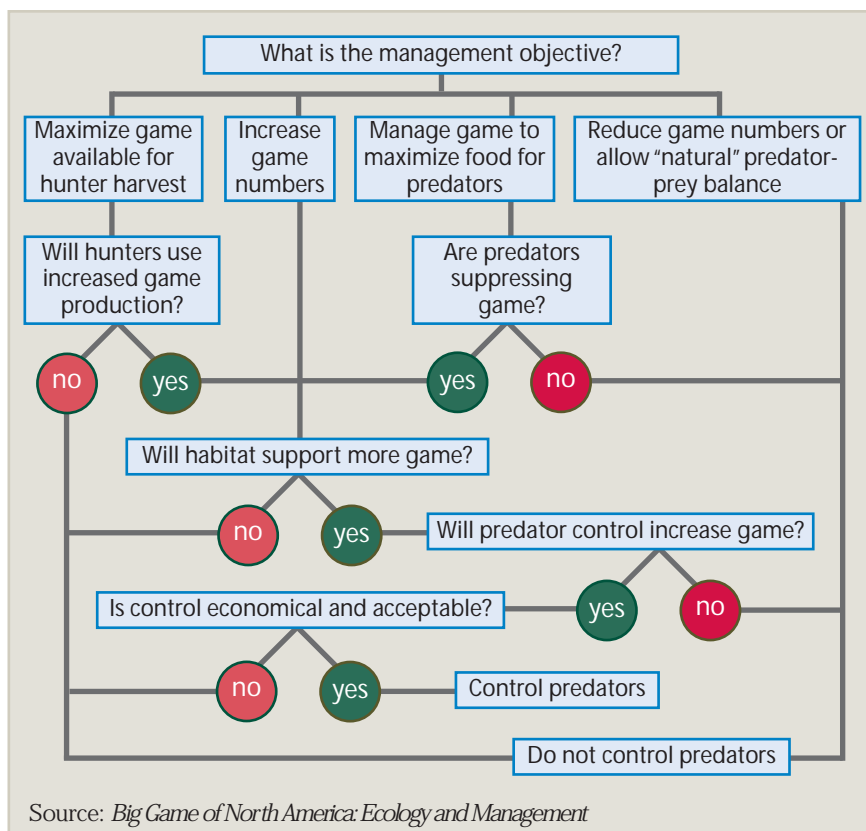 What is the management objective?
Maximize game
available for
hunter harvest
Increase
game
numbers
Manage game to
maximize food for
predators
Reduce game numbers or
allow “natural” predator-
prey balance
Will hunters use
increased game
production?
Are predators
suppressing
game?
no
yes
yes
no
Will habitat support more game?
no
yes
Will predator control increase game?
Is control economical and acceptable?
yes
no
no
yes
Control predators
Do not control predators
Source: Big Game of North America: Ecology and Management